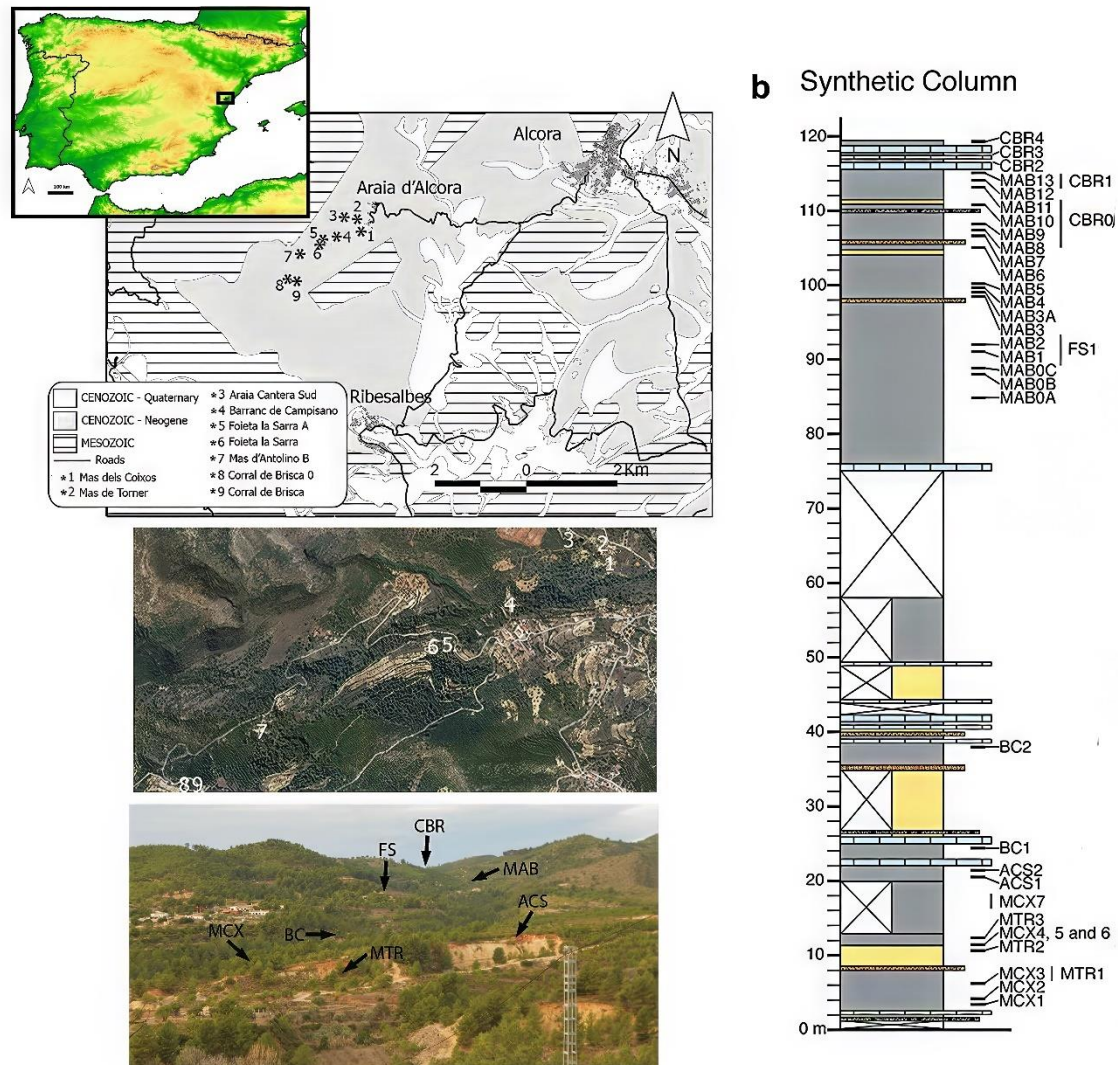 100 km
Alcora
N
Araia d'Alcora
2
3
5
4
1
6
7
8
9
Ribesalbes
2 0 2 Km
CENOZOIC - Quaternary
CENOZOIC - Neogene
MESOZOIC
Roads
*1 Mas dels Coixos
*2 Mas de Torner
*3 Araia Cantera Sud
*4 Barranc de Campisano
*5 Foieta la Sarra A
*6 Foieta la Sarra
*7 Mas d'Antolino B
*8 Corral de Brisca 0
*9 Corral de Brisca
3
2
1
4
65
7
89
CBR
FS
MAB
ACS
MCX
BC
MTR
b Synthetic Column
120
110
100
90
80
70
60
50
40
30
20
10
0 m
CBR4
CBR3
CBR2
MAB13 | CBR1
MAB12
MAB11
MAB10 | CBR0
MAB9
MAB8
MAB7
MAB6
MAB5
MAB4
MAB3A
MAB3
MAB2
MAB1 | FS1
MAB0C
MAB0B
MAB0A
BC2
BC1
ACS2
ACS1
| MCX7
MTR3
MCX4, 5 and 6
MTR2
MCX3 | MTR1
MCX2
MCX1